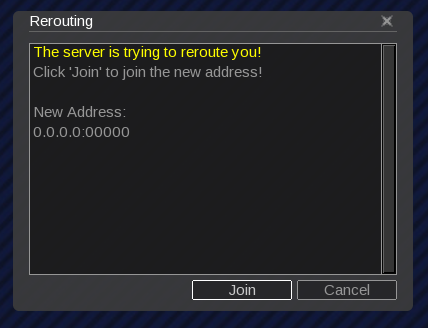 Rerouting
The server is trying to reroute you!
Click 'Join' to join the new address!
New Address:
0.0.0.0:00000
Join
Cancel